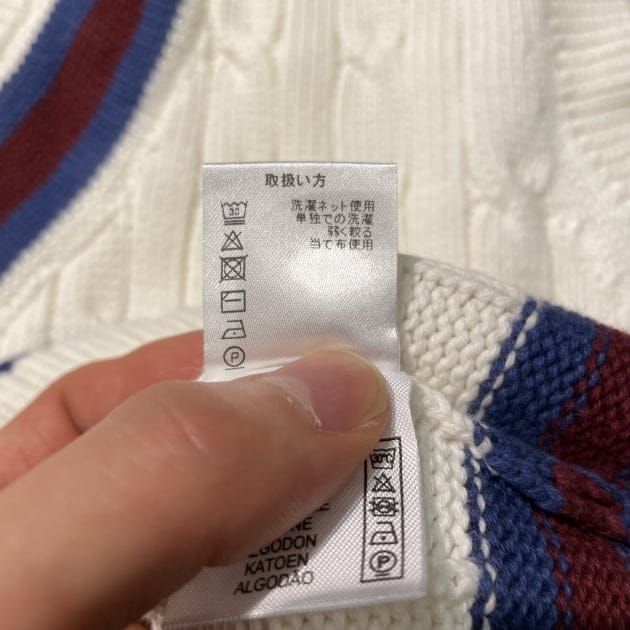 取扱い方
30
洗濯ネット使用
単独での洗濯
弱く絞る
当て布使用
P
30°C
ALGODON
KATOEN
ALGODÃO
P